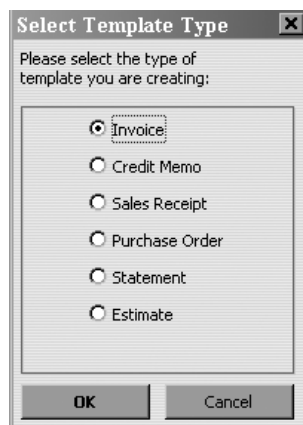 Select Template Type
Please select the type of
template you are creating:
Invoice
Credit Memo
Sales Receipt
Purchase Order
Statement
Estimate
OK Cancel